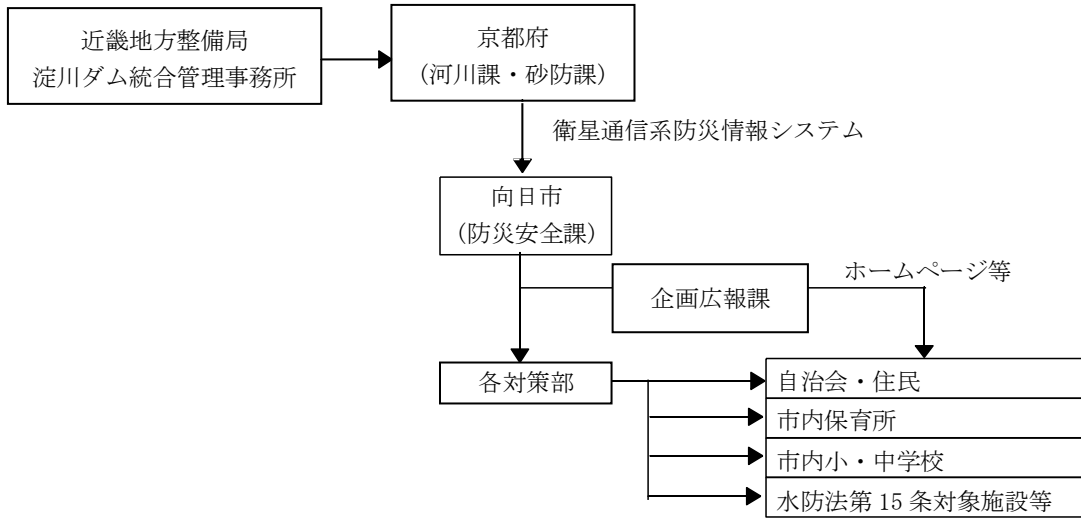 近畿地方整備局
淀川ダム統合管理事務所
京都府
(河川課・砂防課)
衛星通信系防災情報システム
向日市
(防災安全課)
ホームページ等
企画広報課
各対策部
自治会・住民
市内保育所
市内小・中学校
水防法第 15 条対象施設等